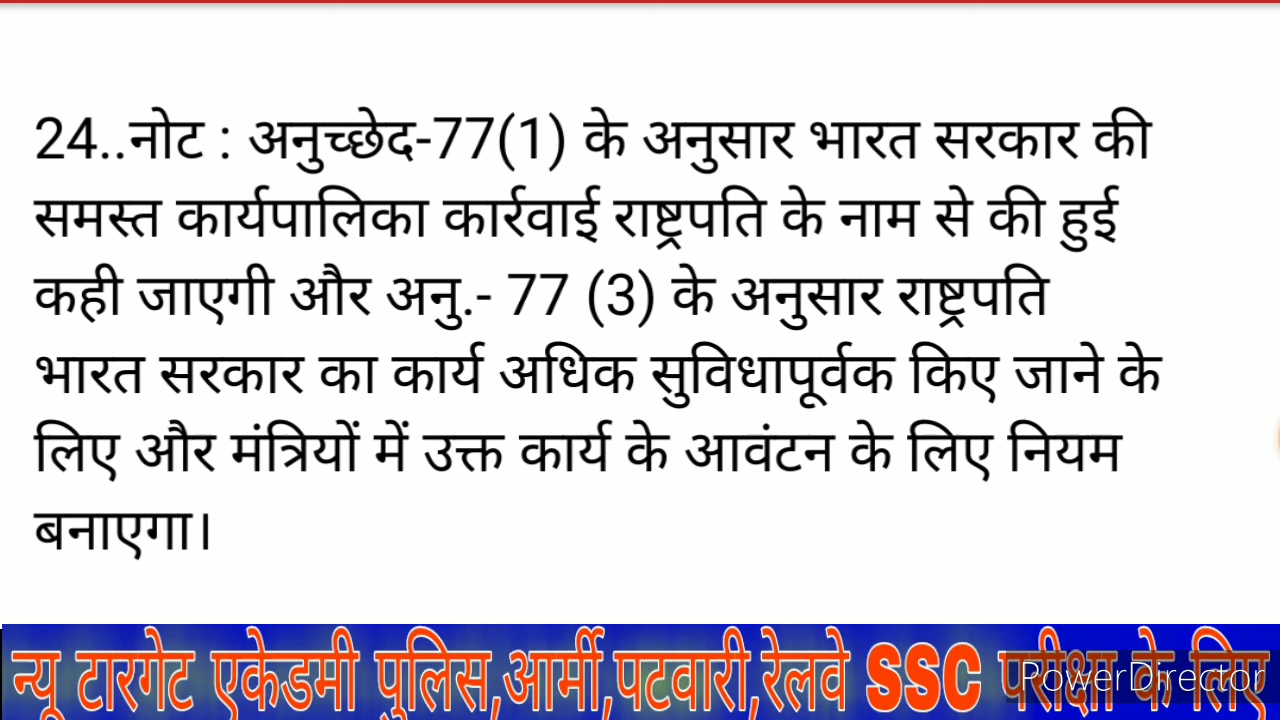 24..नोट : अनुच्छेद-77(1) के अनुसार भारत सरकार की
समस्त कार्यपालिका कार्रवाई राष्ट्रपति के नाम से की हुई
कही जाएगी और अनु.- 77 (3) के अनुसार राष्ट्रपति
भारत सरकार का कार्य अधिक सुविधापूर्वक किए जाने के
लिए और मंत्रियों में उक्त कार्य के आवंटन के लिए नियम
बनाएगा।
न्यू टारगेट एकेडमी पुलिस,आर्मी,पटवारी,रेलवे SSC परीक्षा के लिए
PowerDirector